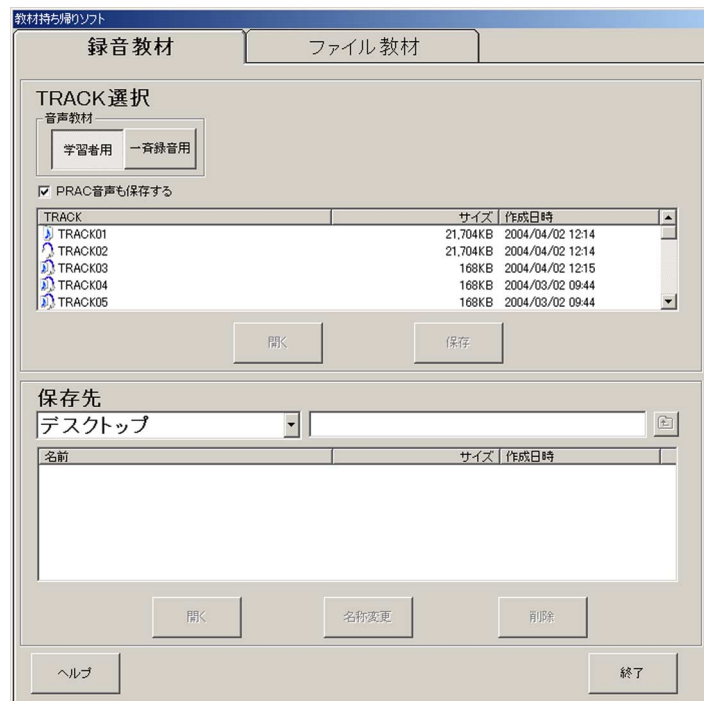 教材持ち帰りソフト
録音教材 ファイル教材
TRACK選択
音声教材
学習者用 一斉録音用
PRAC音声も保存する
TRACK サイズ 作成日時
TRACK01 21,704KB 2004/04/02 12:14
TRACK02 21,704KB 2004/04/02 12:14
TRACK03 168KB 2004/04/02 12:15
TRACK04 168KB 2004/03/02 09:44
TRACK05 168KB 2004/03/02 09:44
開く 保存
保存先
デスクトップ
名前 サイズ 作成日時
開く 名称変更 削除
ヘルプ 終了